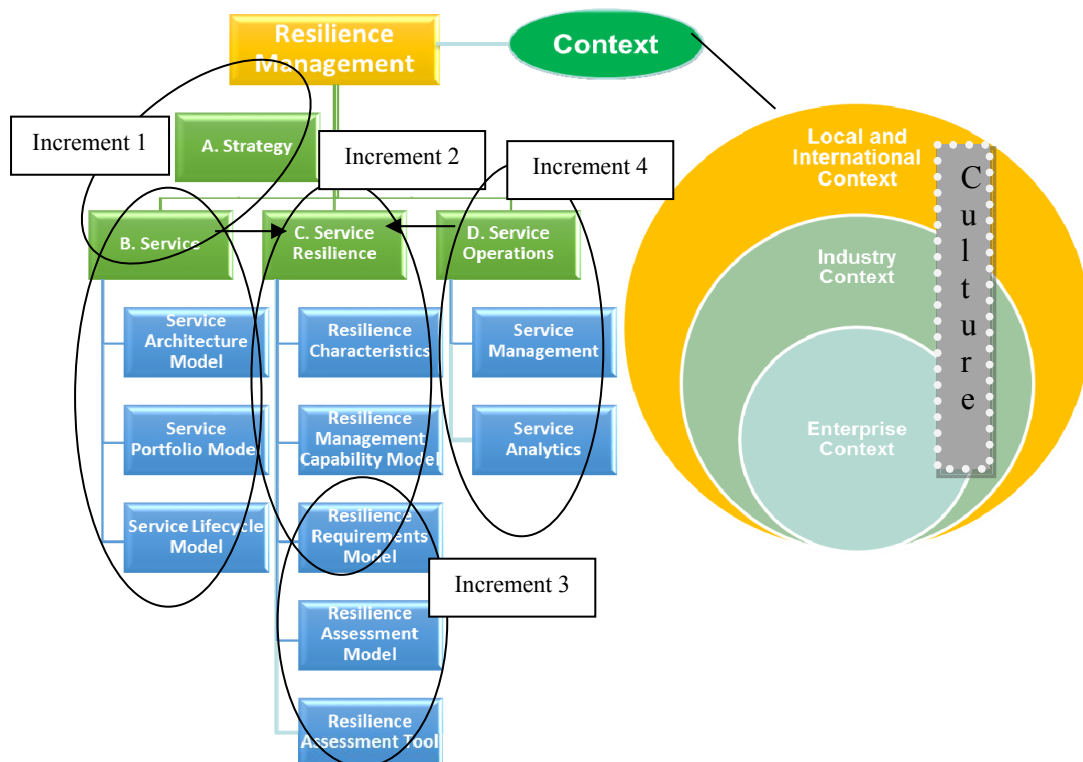 Resilience
Management
Context
Increment 1
A. Strategy
Increment 2
Increment 4
B. Service
C. Service
Resilience
D. Service
Operations
Service
Architecture
Model
Resilience
Characteristics
Service
Management
Service
Portfolio Model
Resilience
Management
Capability Model
Service
Analytics
Service Lifecycle
Model
Resilience
Requirements
Model
Increment 3
Resilience
Assessment
Model
Resilience
Assessment Tool
Local and
International
Context
Industry
Context
Enterprise
Context
Culture